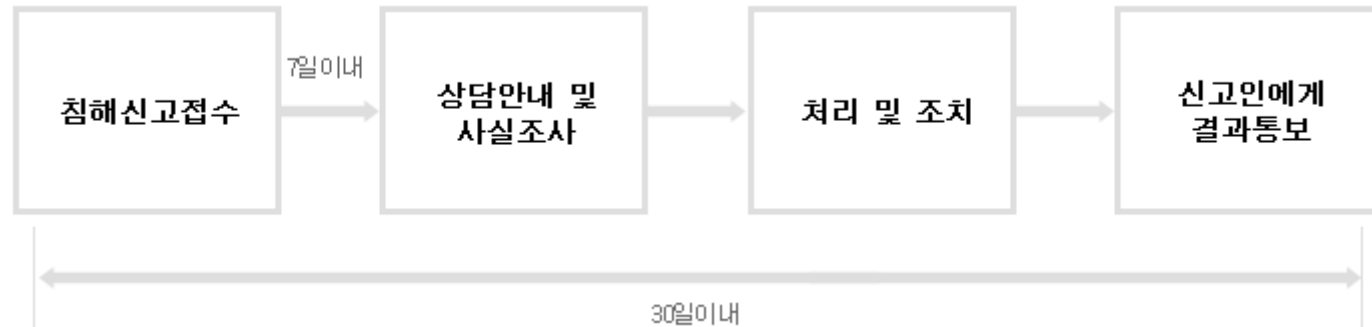 침해신고접수
7일이내
상담안내 및
사실조사
처리 및 조치
신고인에게
결과통보
30일이내